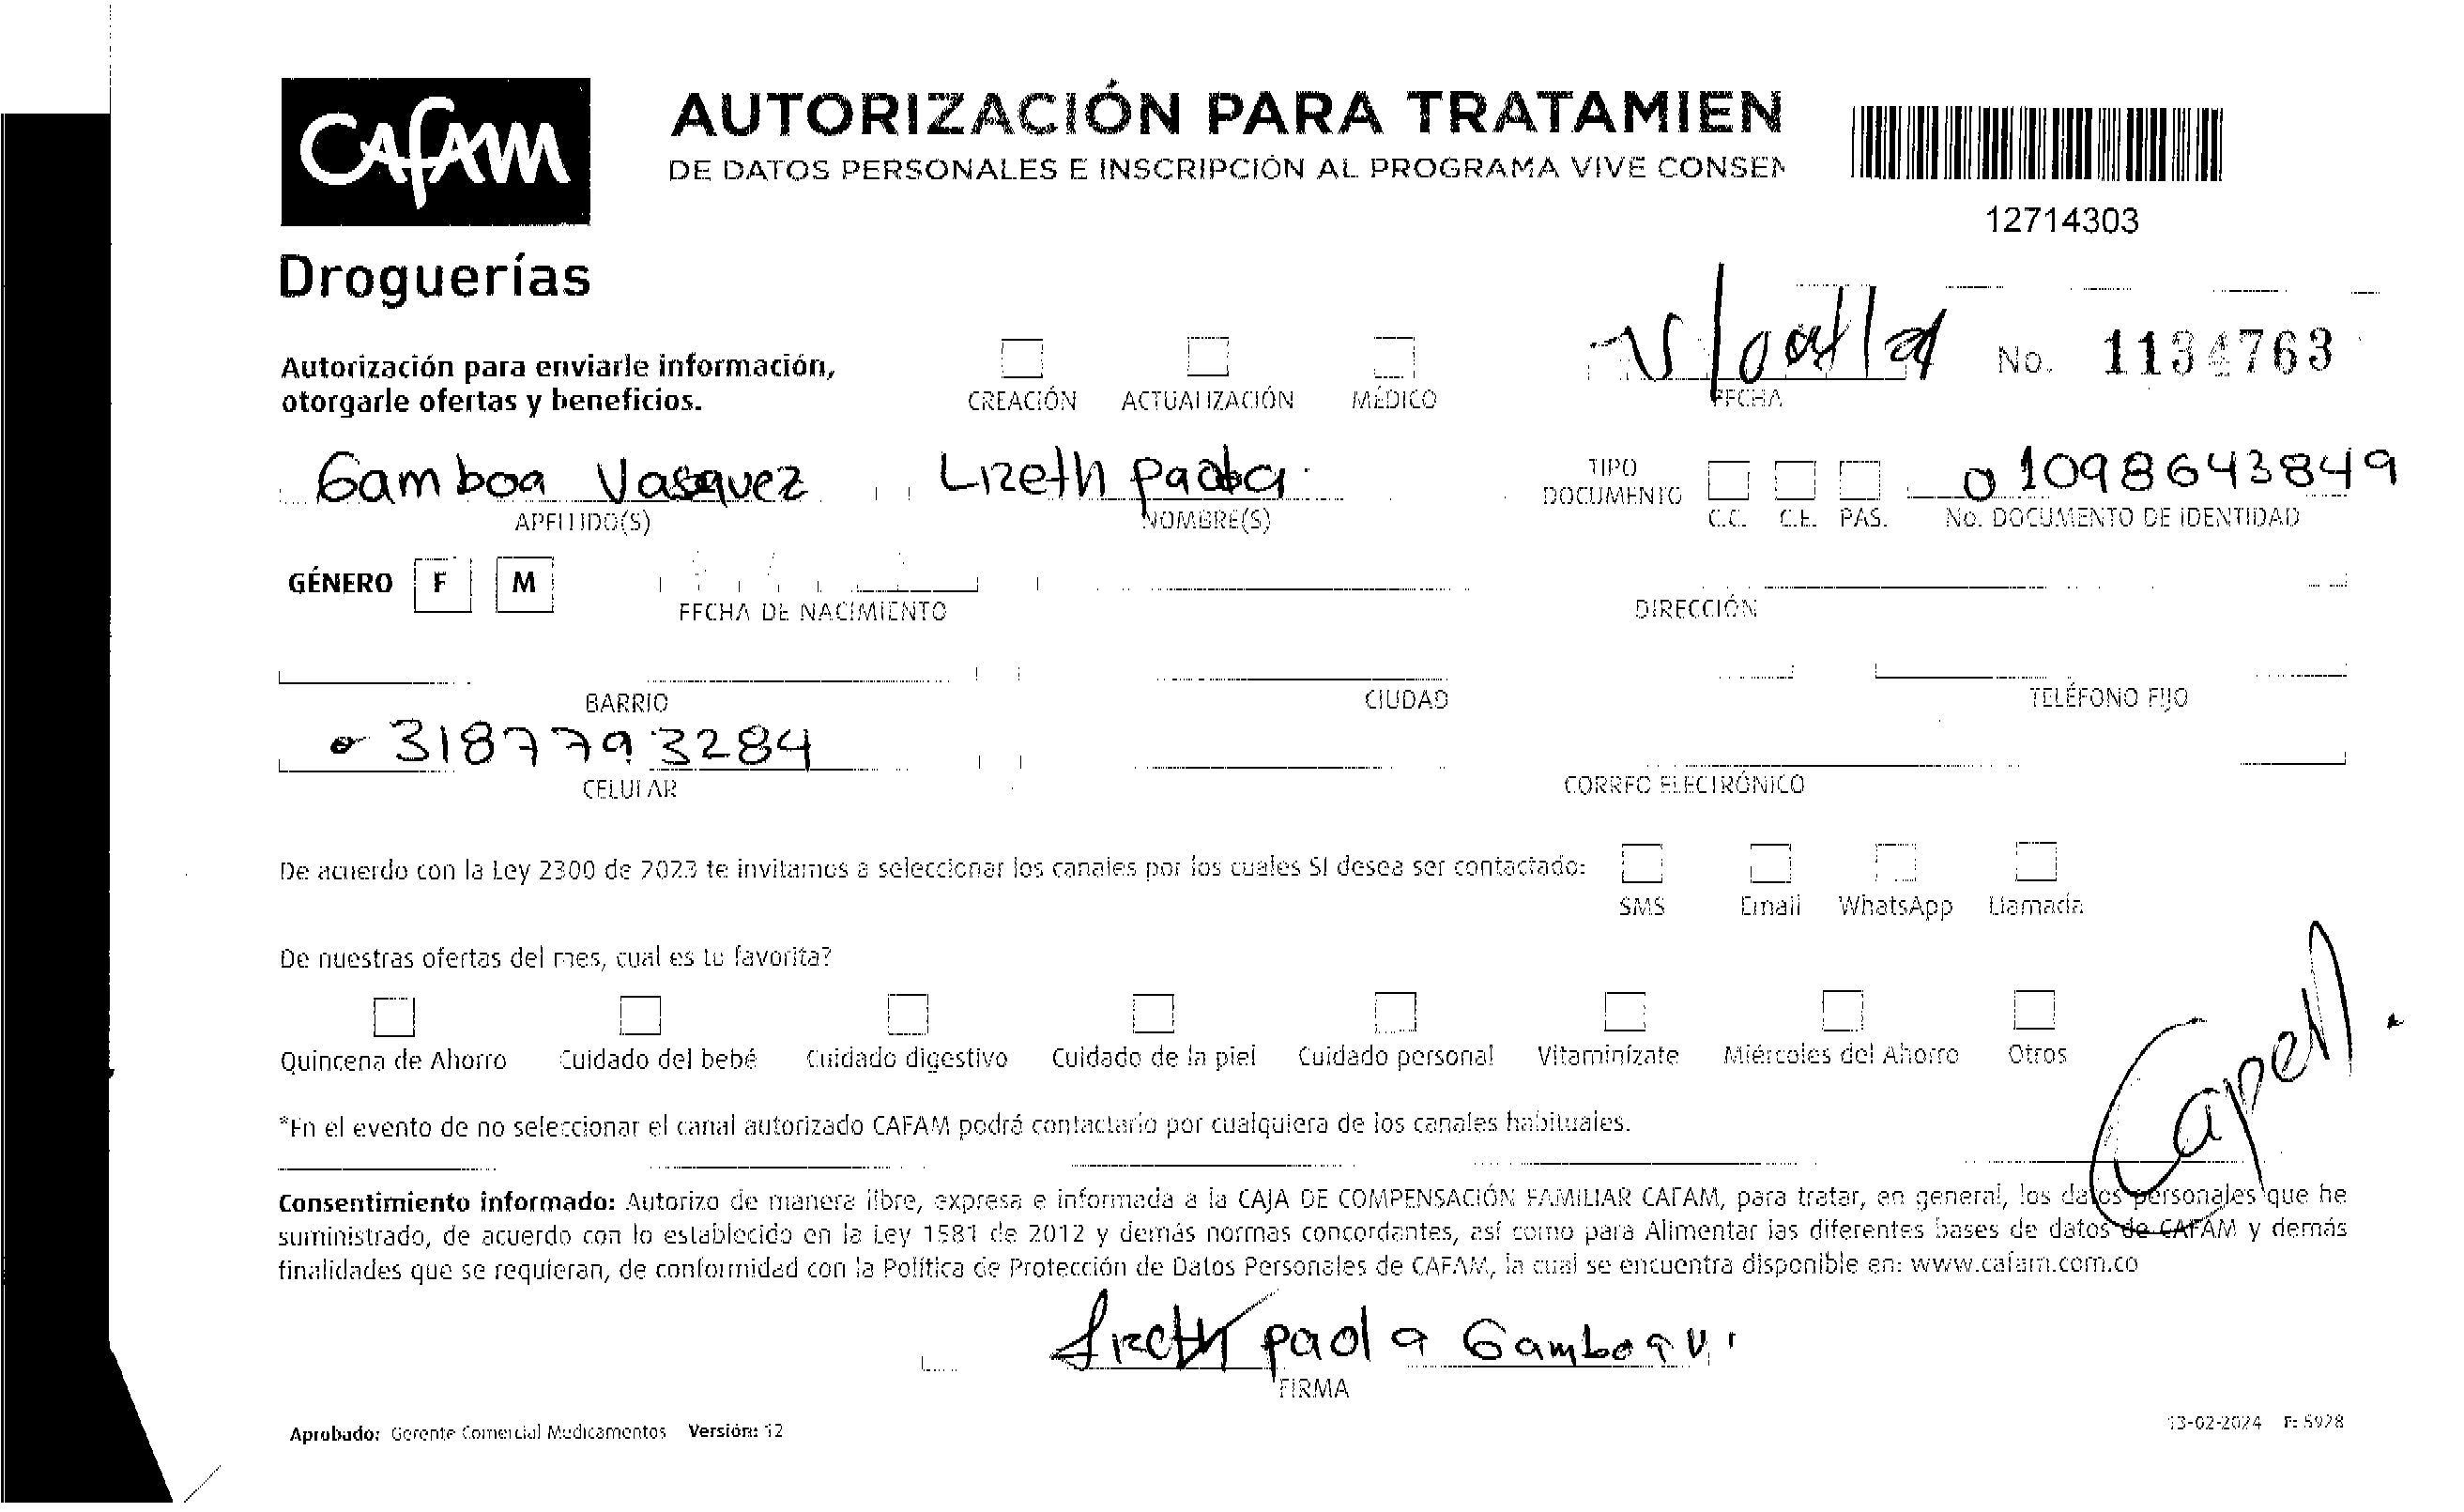 CAFAM
Droguerías
AUTORIZACIÓN PARA TRATAMIEN
DE DATOS PERSONALES E INSCRIPCIÓN AL PROGRAMA VIVE CONSEN
12714303
Autorización para enviarle información,
otorgarle ofertas y beneficios.
CREACIÓN ACTUALIZACIÓN MÉDICO
FECHA
No. 1134763
Gamboa Vasquez Lizeth paola
APELLIDO(S) NOMBRE(S)
TIPO DOCUMENTO C.C. C.E. PAS.
1098643849
No. DOCUMENTO DE IDENTIDAD
GÉNERO F M
FECHA DE NACIMIENTO DIRECCIÓN
BARRIO CIUDAD TELÉFONO FIJO
3187793284
CELULAR CORREO ELECTRÓNICO
De acuerdo con la Ley 2300 de 2023 te invitamos a seleccionar los canales por los cuales SI desea ser contactado:
SMS Email WhatsApp Llamada
De nuestras ofertas del mes, cual es tu favorita?
Quincena de Ahorro Cuidado del bebé Cuidado digestivo Cuidado de la piel Cuidado personal Vitaminízate Miércoles del Ahorro Otros
*En el evento de no seleccionar el canal autorizado CAFAM podrá contactarlo por cualquiera de los canales habituales.
Consentimiento informado: Autorizo de manera libre, expresa e informada a la CAJA DE COMPENSACIÓN FAMILIAR CAFAM, para tratar, en general, los datos personales que he
suministrado, de acuerdo con lo establecido en la Ley 1581 de 2012 y demás normas concordantes, así como para Alimentar las diferentes bases de datos de CAFAM y demás
finalidades que se requieran, de conformidad con la Política de Protección de Datos Personales de CAFAM, la cual se encuentra disponible en: www.cafam.com.co
Lizeth paola Gamboa V.
FIRMA
Aprobado: Gerente Comercial Medicamentos Versión: 12
13-02-2024 F: 5928